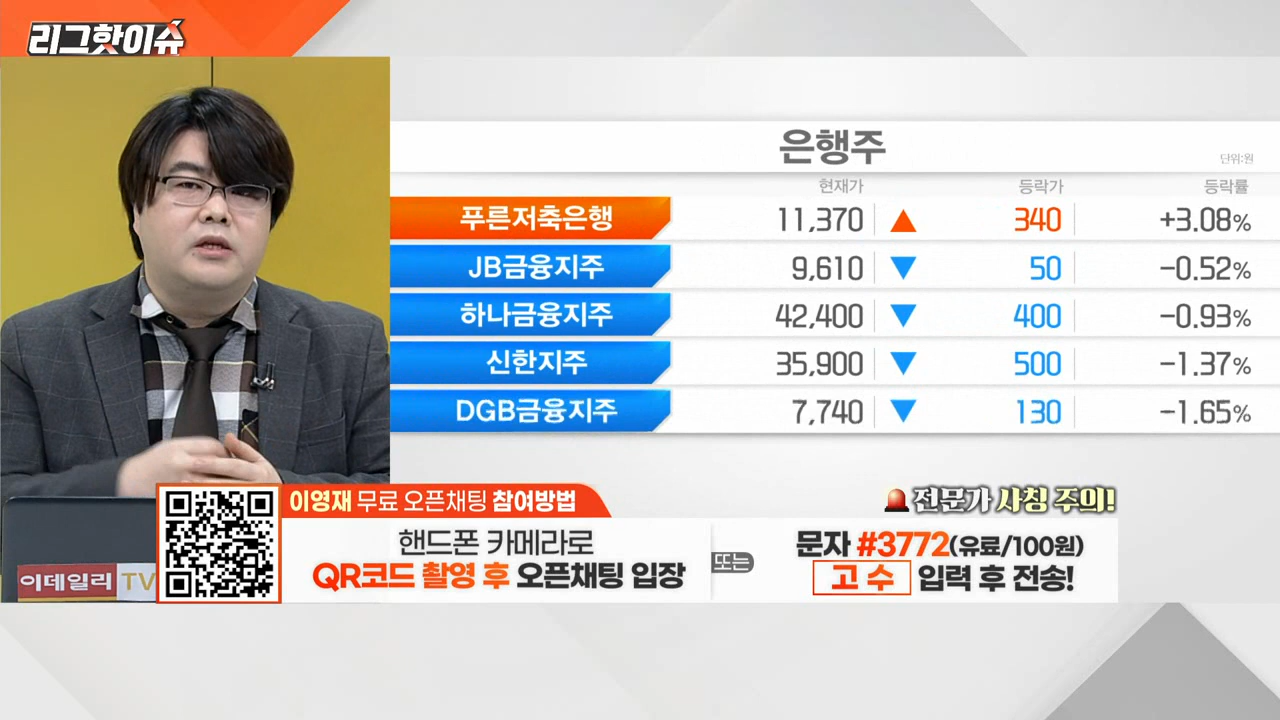 리그핫이슈
은행주
단위:원
현재가 등락가 등락률
푸른저축은행 11,370 ▲ 340 +3.08%
JB금융지주 9,610 ▼ 50 -0.52%
하나금융지주 42,400 ▼ 400 -0.93%
신한지주 35,900 ▼ 500 -1.37%
DGB금융지주 7,740 ▼ 130 -1.65%
이영재 무료 오픈채팅 참여방법
핸드폰 카메라로
QR코드 촬영 후 오픈채팅 입장
또는
전문가 사칭 주의!
문자 #3772(유료/100원)
고 수 입력 후 전송!
이데일리 TV